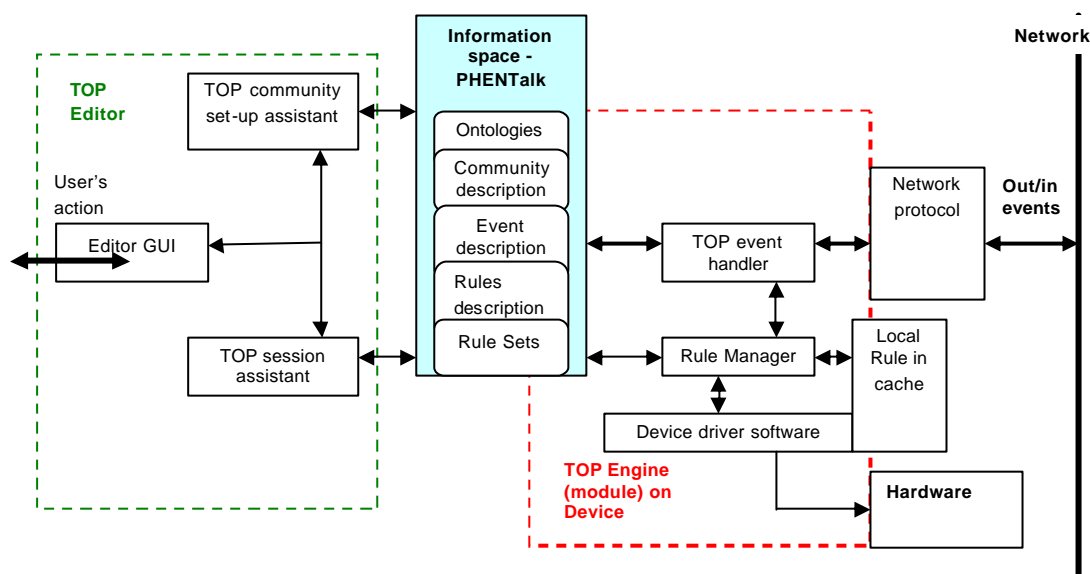 TOP
Editor
TOP community
set-up assistant
User's
action
Editor GUI
TOP session
assistant
Information
space -
PHENTalk
Ontologies
Community
description
Event
description
Rules
description
Rule Sets
TOP event
handler
Rule Manager
Device driver software
TOP Engine
(module) on
Device
Network
protocol
Local
Rule in
cache
Hardware
Out/in
events
Network